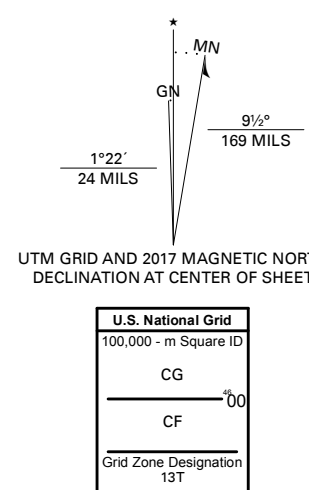 ★
MN
GN
9½°
169 MILS
1°22´
24 MILS
UTM GRID AND 2017 MAGNETIC NORT
DECLINATION AT CENTER OF SHEET
U.S. National Grid
100,000 - m Square ID
CG
4600
CF
Grid Zone Designation
13T